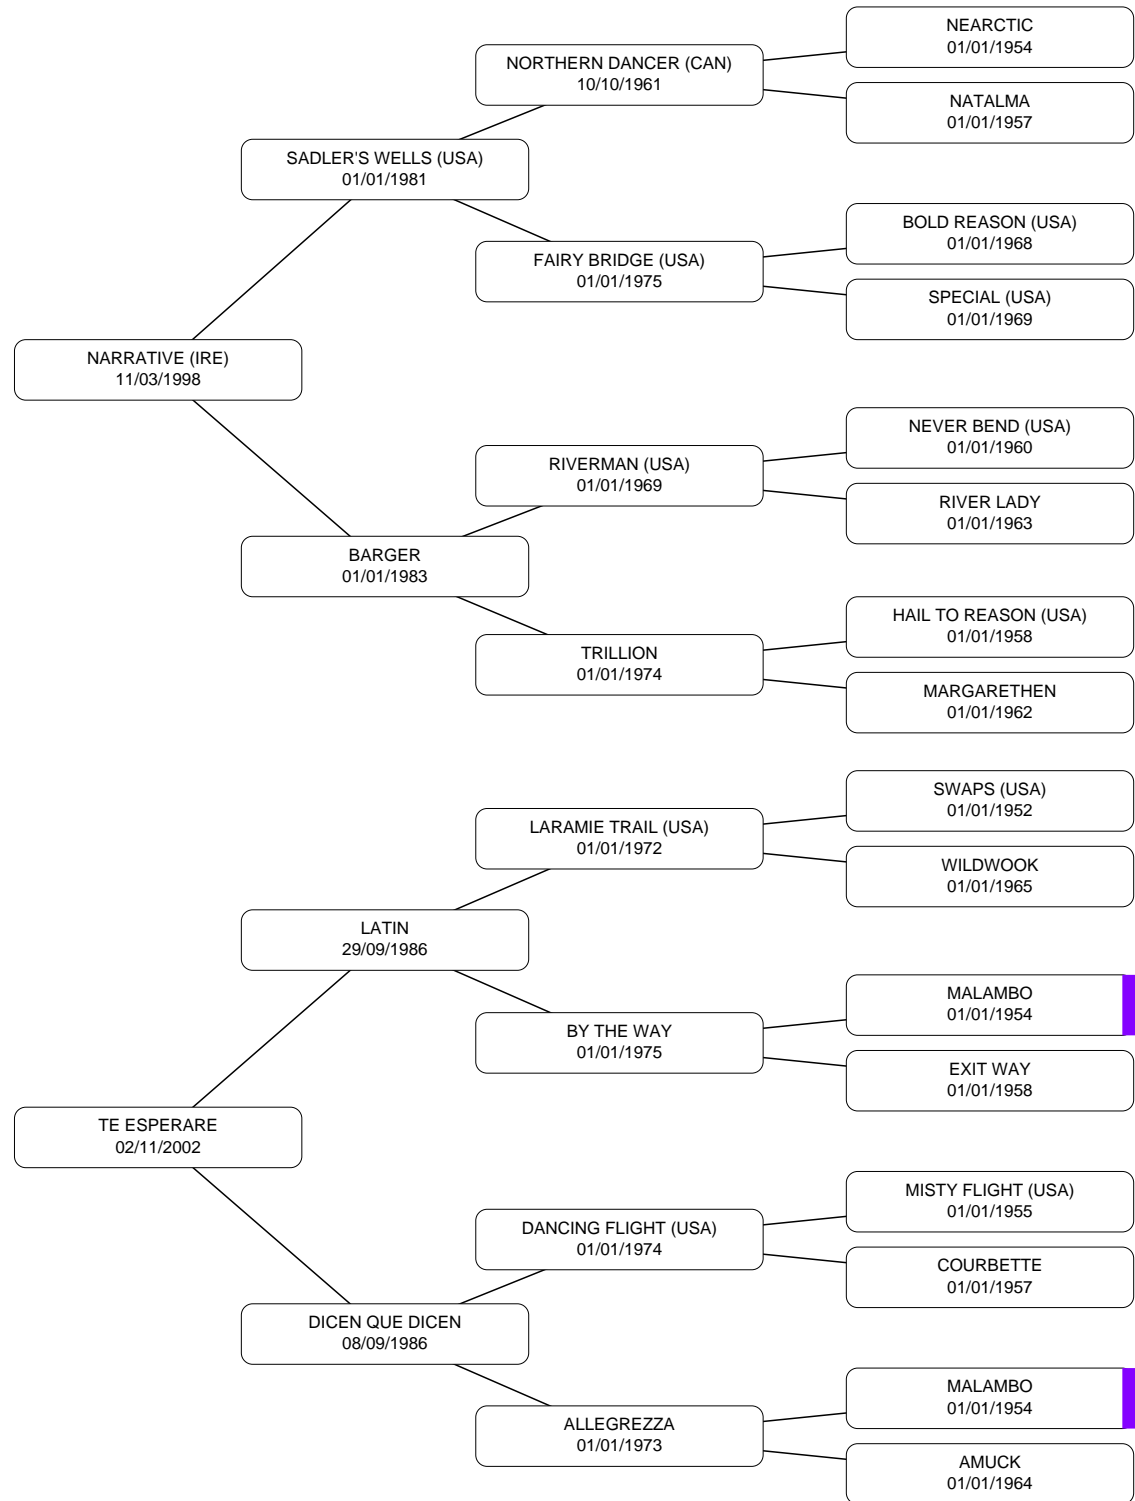 NEARCTIC
01/01/1954
NORTHERN DANCER (CAN)
10/10/1961
NATALMA
01/01/1957
SADLER'S WELLS (USA)
01/01/1981
BOLD REASON (USA)
01/01/1968
FAIRY BRIDGE (USA)
01/01/1975
SPECIAL (USA)
01/01/1969
NARRATIVE (IRE)
11/03/1998
NEVER BEND (USA)
01/01/1960
RIVERMAN (USA)
01/01/1969
RIVER LADY
01/01/1963
BARGER
01/01/1983
HAIL TO REASON (USA)
01/01/1958
TRILLION
01/01/1974
MARGARETHEN
01/01/1962
SWAPS (USA)
01/01/1952
LARAMIE TRAIL (USA)
01/01/1972
WILDWOOK
01/01/1965
LATIN
29/09/1986
MALAMBO
01/01/1954
BY THE WAY
01/01/1975
EXIT WAY
01/01/1958
TE ESPERARE
02/11/2002
MISTY FLIGHT (USA)
01/01/1955
DANCING FLIGHT (USA)
01/01/1974
COURBETTE
01/01/1957
DICEN QUE DICEN
08/09/1986
MALAMBO
01/01/1954
ALLEGREZZA
01/01/1973
AMUCK
01/01/1964